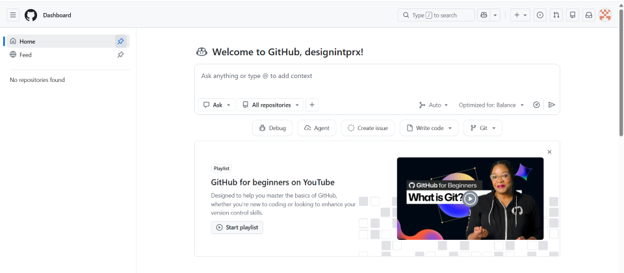 Dashboard
Type / to search
Home
Feed
No repositories found
Welcome to GitHub, designintprx!
Ask anything or type @ to add context
Ask
All repositories
Auto
Optimized for: Balance
Debug
Agent
Create issue
Write code
Git
Playlist
GitHub for beginners on YouTube
Designed to help you master the basics of GitHub,
whether you're new to coding or looking to enhance your
version control skills.
Start playlist
GitHub for Beginners
What is Git?